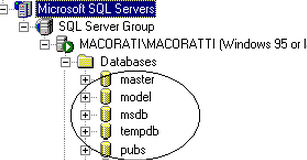 Microsoft SQL Servers
SQL Server Group
MACORATI\MACORATTI (Windows 95 or
Databases
master
model
msdb
tempdb
pubs